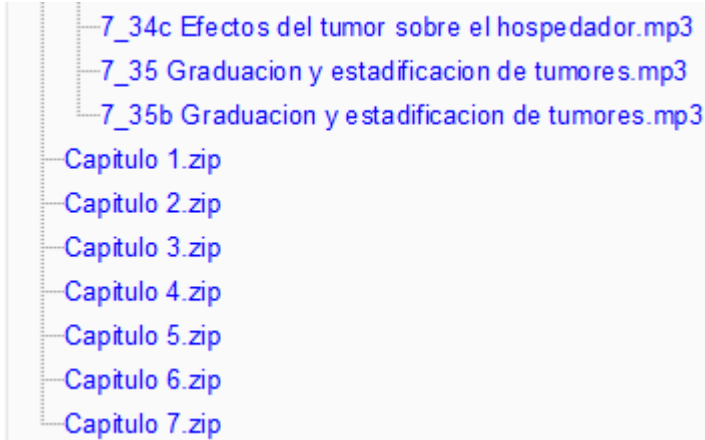 7_34c Efectos del tumor sobre el hospedador.mp3
7_35 Graduacion y estadificacion de tumores.mp3
7_35b Graduacion y estadificacion de tumores.mp3
Capitulo 1.zip
Capitulo 2.zip
Capitulo 3.zip
Capitulo 4.zip
Capitulo 5.zip
Capitulo 6.zip
Capitulo 7.zip